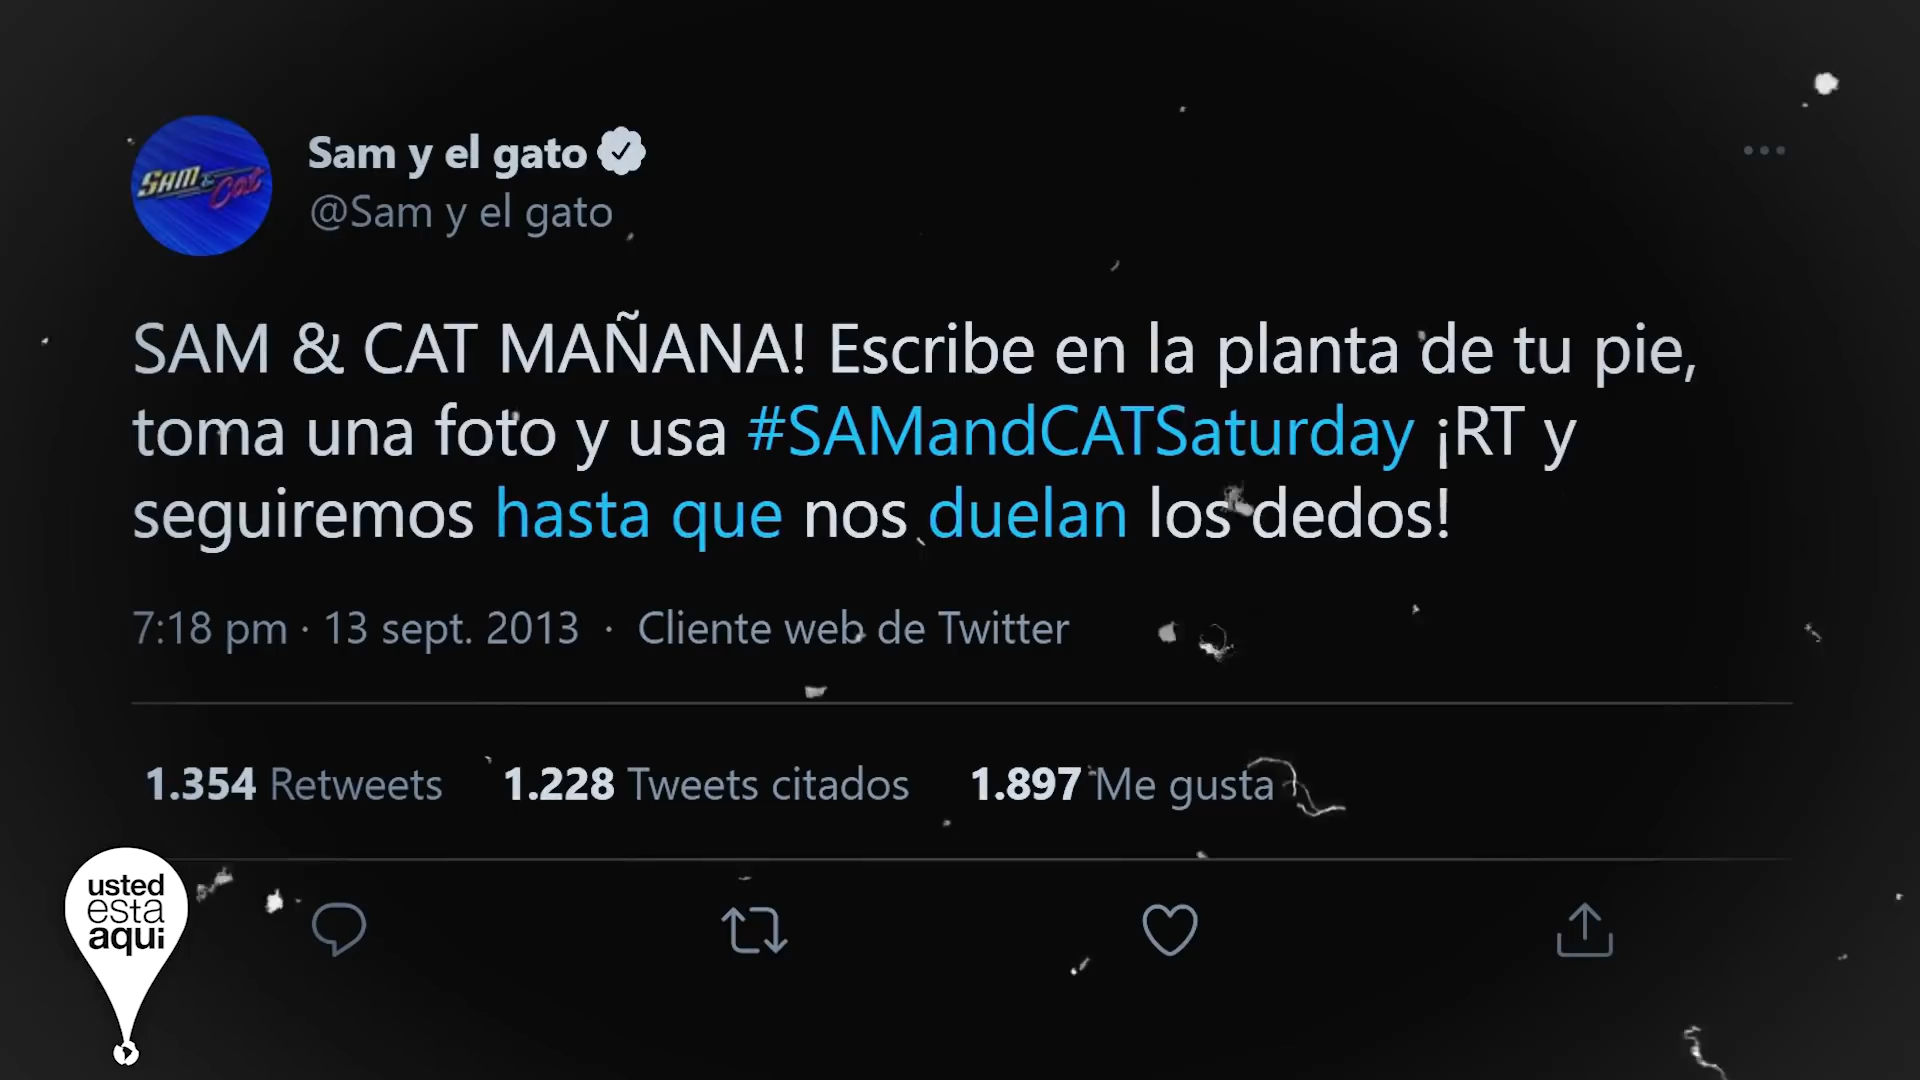 SAM & Cat
Sam y el gato
@Sam y el gato
SAM & CAT MAÑANA! Escribe en la planta de tu pie,
toma una foto y usa #SAMandCATSaturday ¡RT y
seguiremos hasta que nos duelan los dedos!
7:18 pm · 13 sept. 2013 · Cliente web de Twitter
1.354 Retweets 1.228 Tweets citados 1.897 Me gusta
usted
esta
aqui